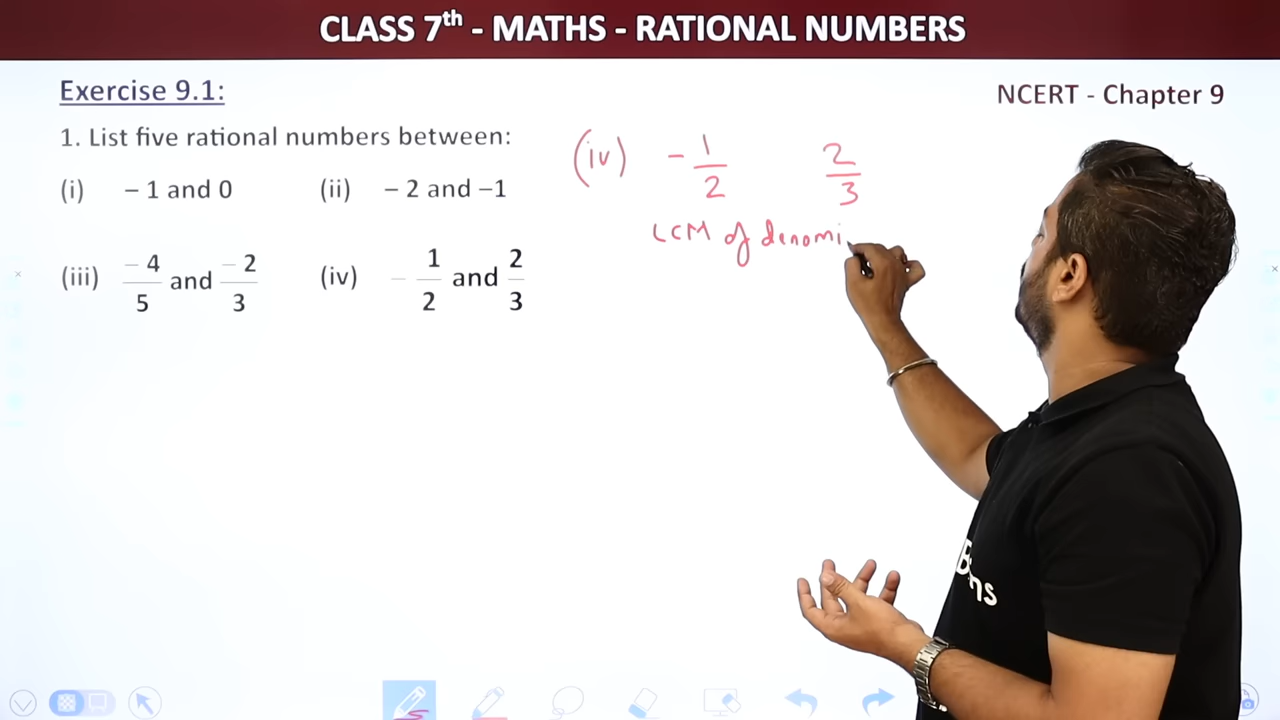 CLASS 7th - MATHS - RATIONAL NUMBERS
Exercise 9.1:
NCERT - Chapter 9
1. List five rational numbers between:
(i) – 1 and 0 (ii) – 2 and –1
(iii) −4/5 and −2/3 (iv) − 1/2 and 2/3
(iv) − 1/2 2/3
LCM of denomi